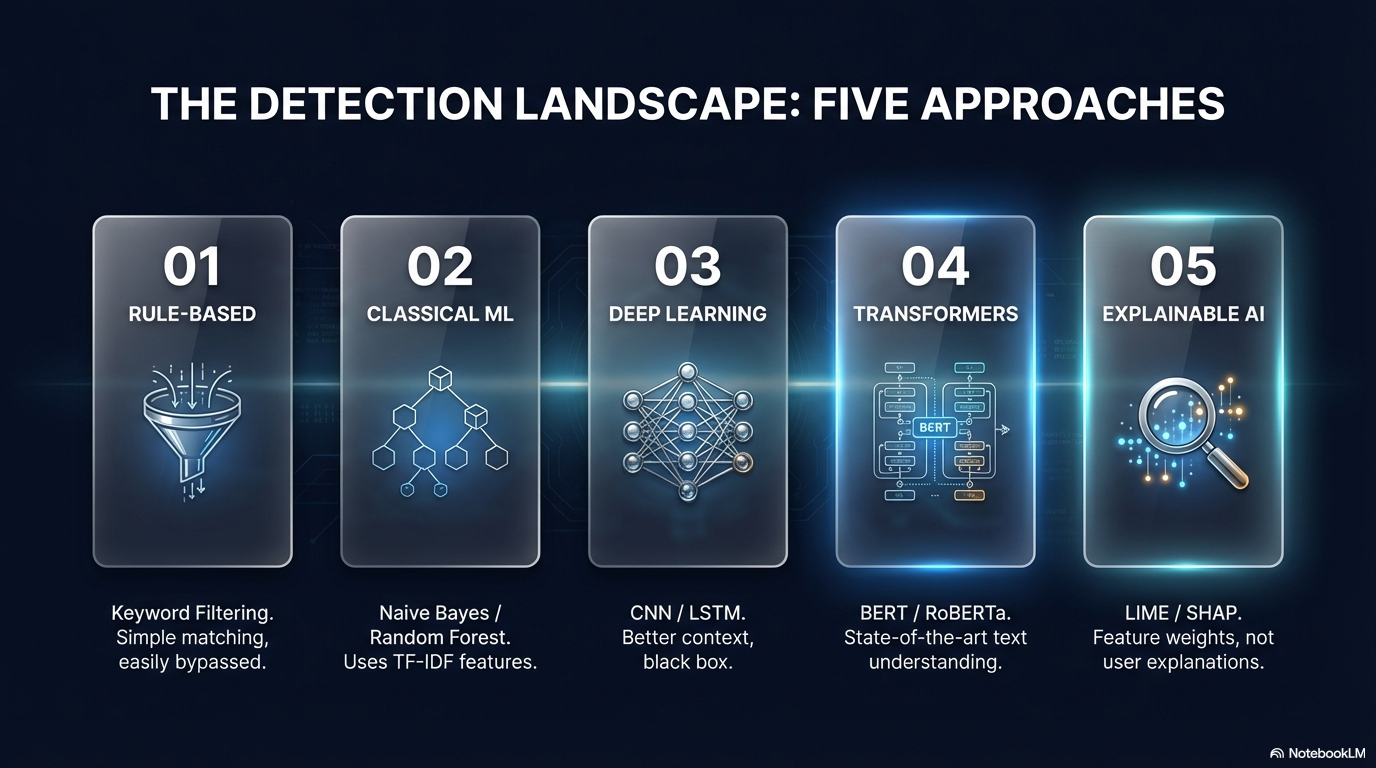 THE DETECTION LANDSCAPE: FIVE APPROACHES
01
RULE-BASED
Keyword Filtering.
Simple matching,
easily bypassed.
02
CLASSICAL ML
Naive Bayes /
Random Forest.
Uses TF-IDF features.
03
DEEP LEARNING
CNN / LSTM.
Better context,
black box.
04
TRANSFORMERS
BERT
BERT / RoBERTa.
State-of-the-art text
understanding.
05
EXPLAINABLE AI
LIME / SHAP.
Feature weights, not
user explanations.
NotebookLM